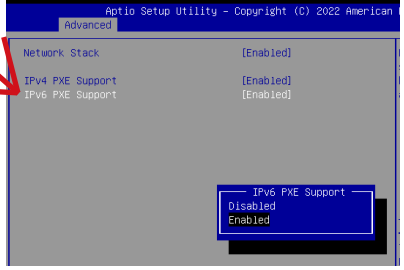 Aptio Setup Utility – Copyright (C) 2022 American
Advanced
Network Stack [Enabled]
IPv4 PXE Support [Enabled]
IPv6 PXE Support [Enabled]
IPv6 PXE Support
Disabled
Enabled